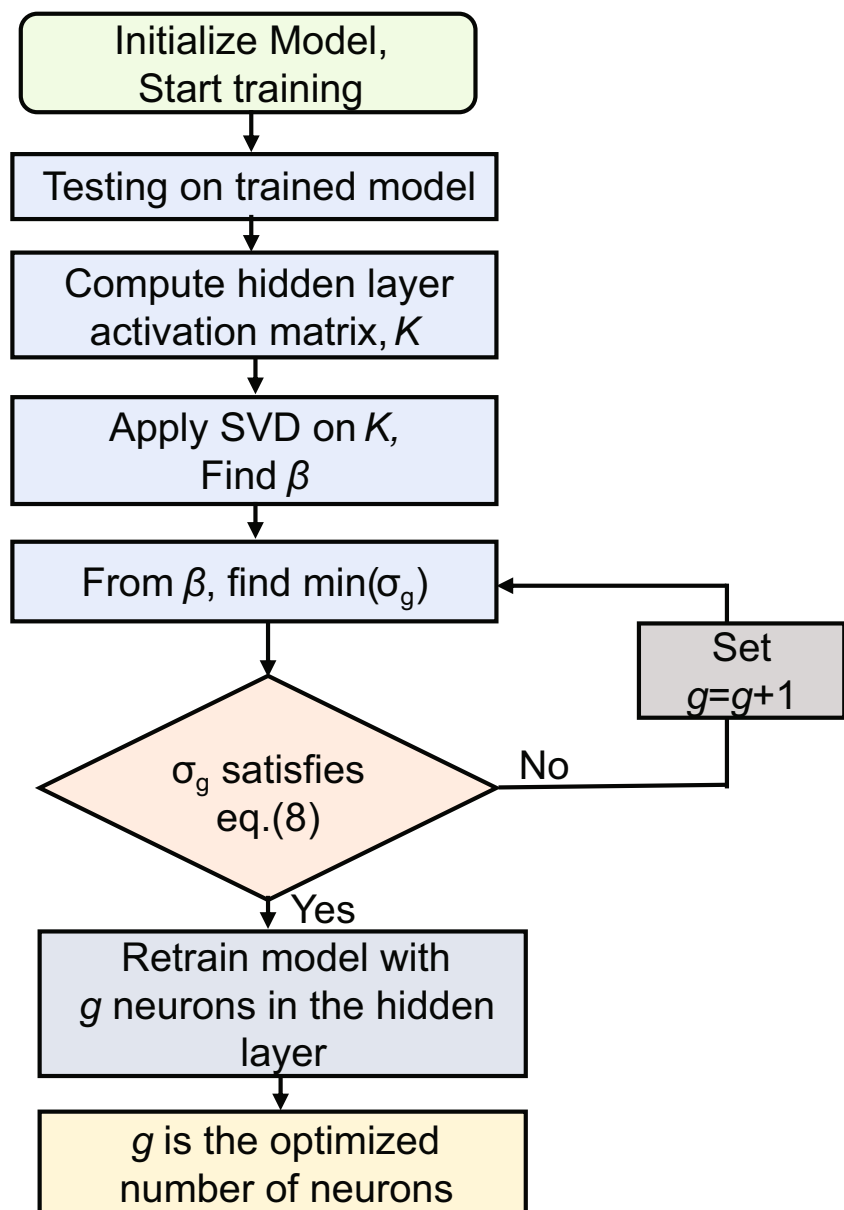 Initialize Model,
Start training
Testing on trained model
Compute hidden layer
activation matrix, K
Apply SVD on K,
Find β
From β, find min(σg)
Set
g=g+1
σg satisfies
eq.(8)
No
Yes
Retrain model with
g neurons in the hidden
layer
g is the optimized
number of neurons